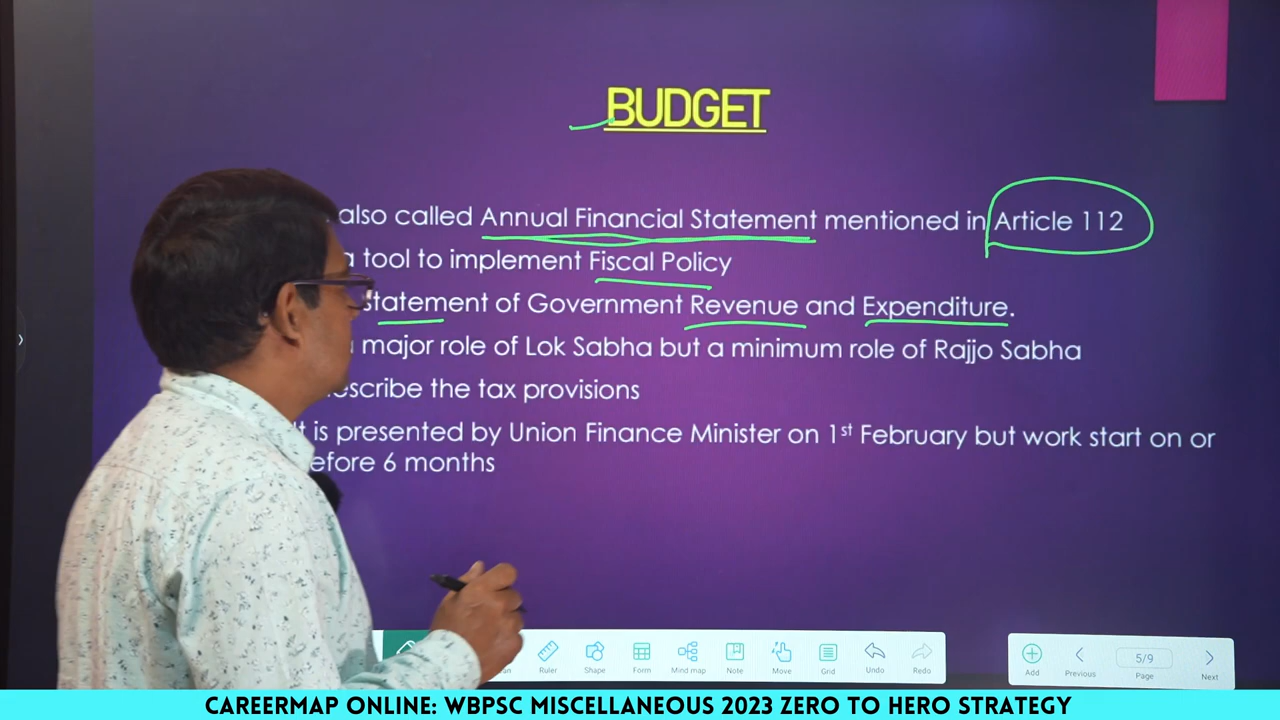 BUDGET
also called Annual Financial Statement mentioned in Article 112
a tool to implement Fiscal Policy
statement of Government Revenue and Expenditure.
major role of Lok Sabha but a minimum role of Rajjo Sabha
escribe the tax provisions
It is presented by Union Finance Minister on 1st February but work start on or
efore 6 months
Ruler Shape Form Mind map Note Move Grid Undo Redo
Add Previous 5/9 Page Next
CAREERMAP ONLINE: WBPSC MISCELLANEOUS 2023 ZERO TO HERO STRATEGY